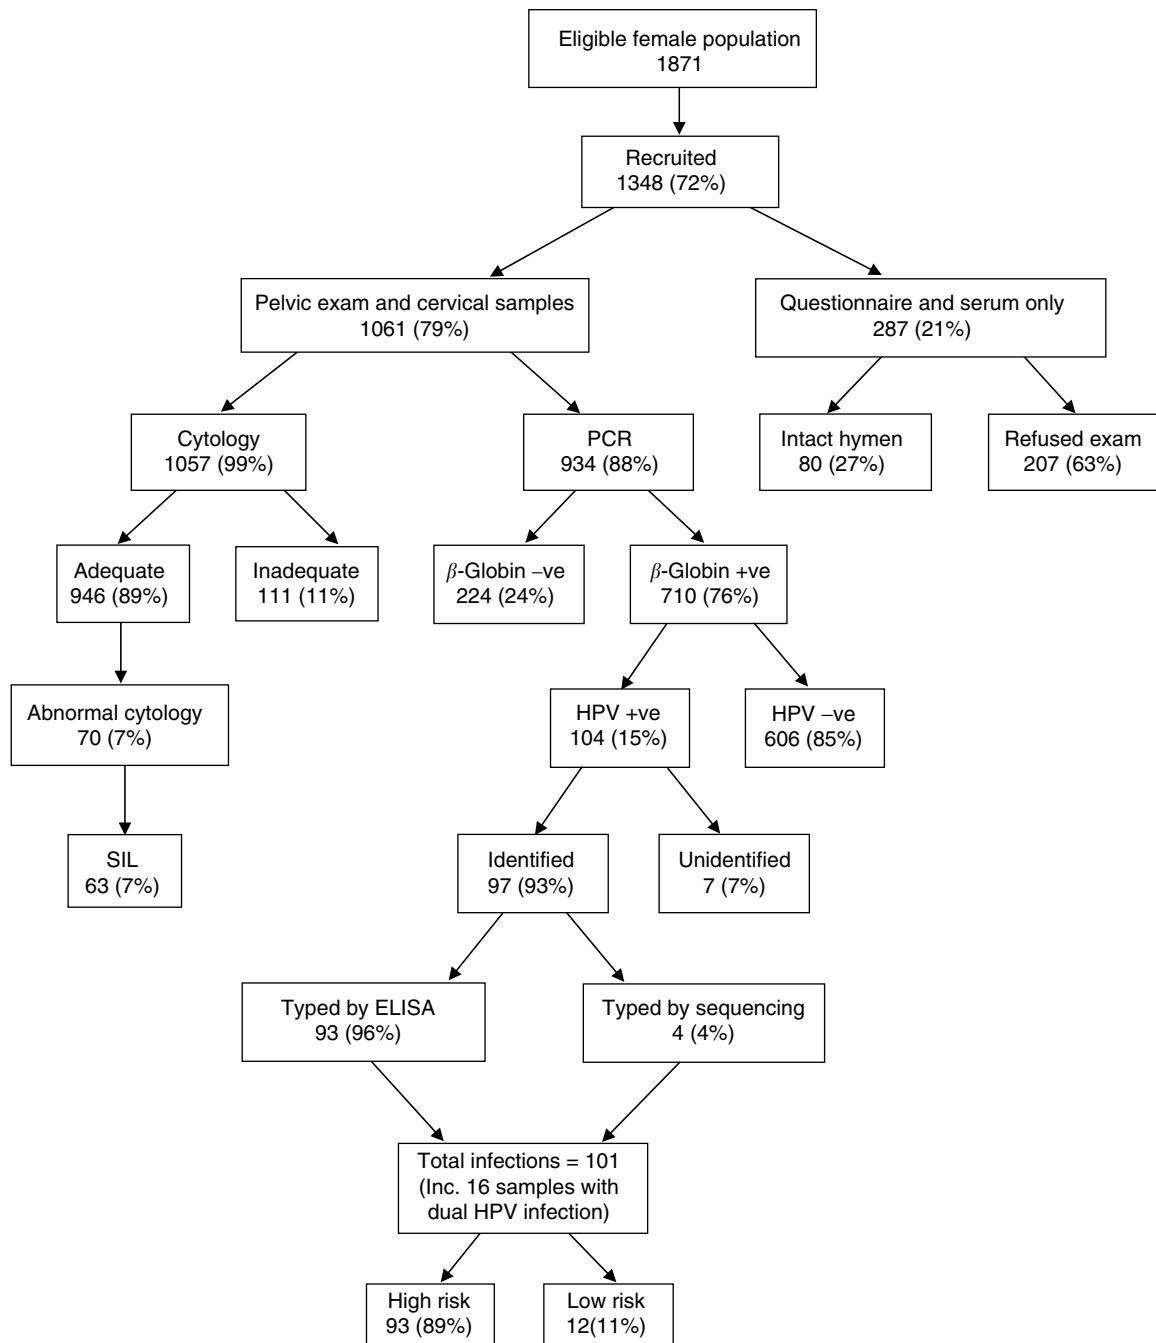 Eligible female population
1871
Recruited
1348 (72%)
Pelvic exam and cervical samples
1061 (79%)
Questionnaire and serum only
287 (21%)
Cytology
1057 (99%)
PCR
934 (88%)
Intact hymen
80 (27%)
Refused exam
207 (63%)
Adequate
946 (89%)
Inadequate
111 (11%)
β-Globin –ve
224 (24%)
β-Globin +ve
710 (76%)
Abnormal cytology
70 (7%)
HPV +ve
104 (15%)
HPV –ve
606 (85%)
SIL
63 (7%)
Identified
97 (93%)
Unidentified
7 (7%)
Typed by ELISA
93 (96%)
Typed by sequencing
4 (4%)
Total infections = 101
(Inc. 16 samples with
dual HPV infection)
High risk
93 (89%)
Low risk
12(11%)